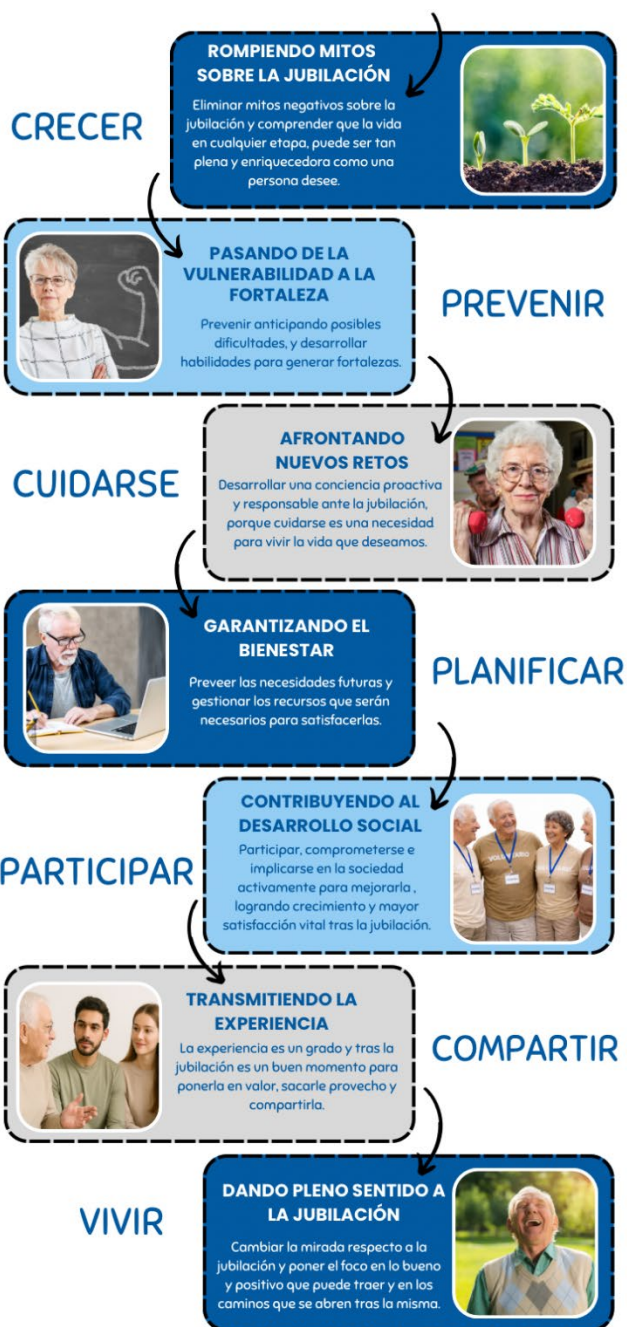 ROMPIENDO MITOS
SOBRE LA JUBILACIÓN
Eliminar mitos negativos sobre la
jubilación y comprender que la vida
en cualquier etapa, puede ser tan
plena y enriquecedora como una
persona desee.
CRECER
PASANDO DE LA
VULNERABILIDAD A LA
FORTALEZA
Prevenir anticipando posibles
dificultades, y desarrollar
habilidades para generar fortalezas.
PREVENIR
AFRONTANDO
NUEVOS RETOS
Desarrollar una conciencia proactiva
y responsable ante la jubilación,
porque cuidarse es una necesidad
para vivir la vida que deseamos.
CUIDARSE
GARANTIZANDO EL
BIENESTAR
Preveer las necesidades futuras y
gestionar los recursos que serán
necesarios para satisfacerlas.
PLANIFICAR
CONTRIBUYENDO AL
DESARROLLO SOCIAL
Participar, comprometerse e
implicarse en la sociedad
activamente para mejorarla ,
logrando crecimiento y mayor
satisfacción vital tras la jubilación.
PARTICIPAR
TRANSMITIENDO LA
EXPERIENCIA
La experiencia es un grado y tras la
jubilación es un buen momento para
ponerla en valor, sacarle provecho y
compartirla.
COMPARTIR
DANDO PLENO SENTIDO A
LA JUBILACIÓN
Cambiar la mirada respecto a la
jubilación y poner el foco en lo bueno
y positivo que puede traer y en los
caminos que se abren tras la misma.
VIVIR